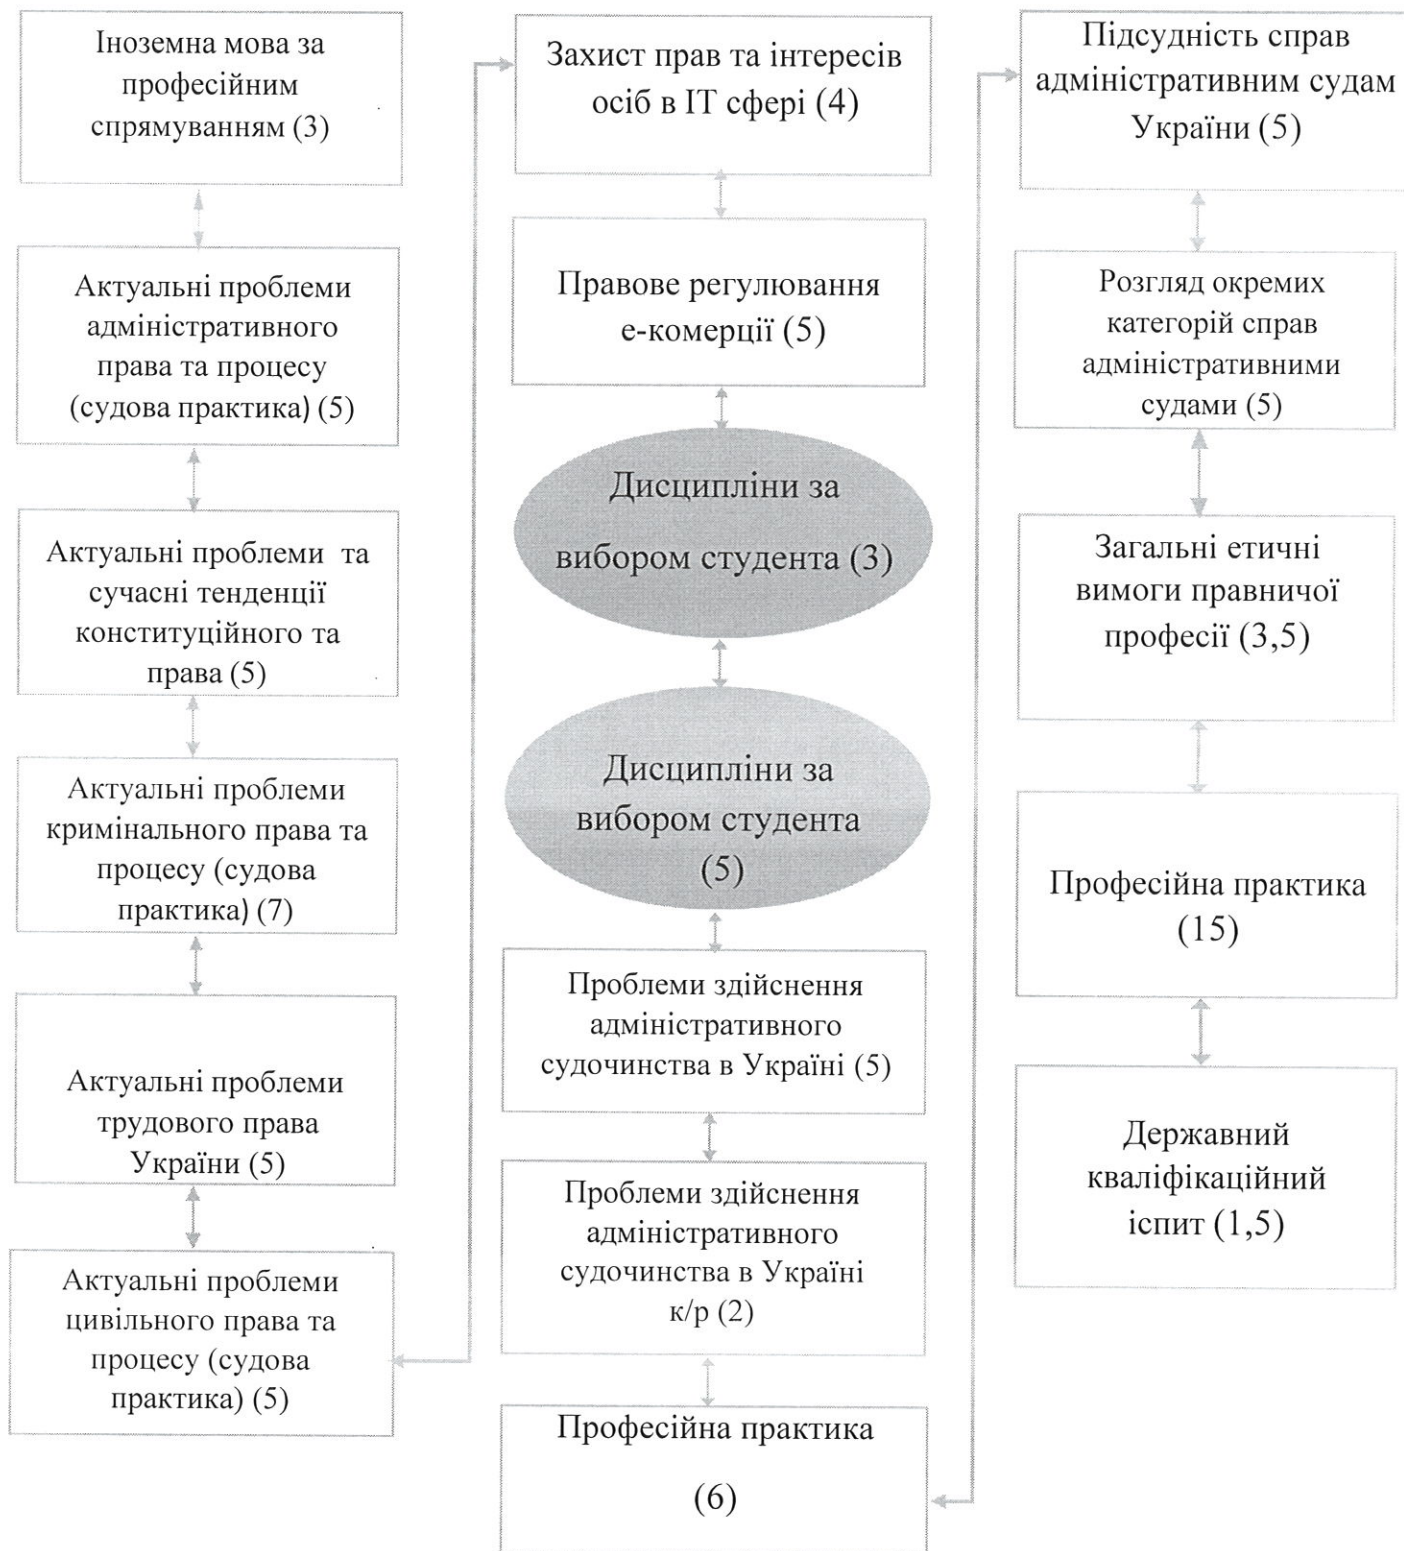 Іноземна мова за
професійним
спрямуванням (3)
Актуальні проблеми
адміністративного
права та процесу
(судова практика) (5)
Актуальні проблеми та
сучасні тенденції
конституційного та
права (5)
Актуальні проблеми
кримінального права та
процесу (судова
практика) (7)
Актуальні проблеми
трудового права
України (5)
Актуальні проблеми
цивільного права та
процесу (судова
практика) (5)
Захист прав та інтересів
осіб в ІТ сфері (4)
Правове регулювання
е-комерції (5)
Дисципліни за
вибором студента (3)
Дисципліни за
вибором студента
(5)
Проблеми здійснення
адміністративного
судочинства в Україні (5)
Проблеми здійснення
адміністративного
судочинства в Україні
к/р (2)
Професійна практика
(6)
Підсудність справ
адміністративним судам
України (5)
Розгляд окремих
категорій справ
адміністративними
судами (5)
Загальні етичні
вимоги правничої
професії (3,5)
Професійна практика
(15)
Державний
кваліфікаційний
іспит (1,5)